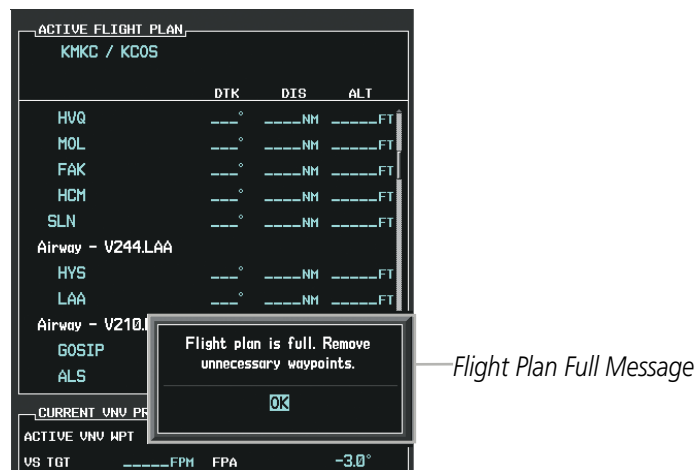 ACTIVE FLIGHT PLAN
KMKC / KCOS
DTK DIS ALT
HVQ ___° ____NM _____FT
MOL ___° ____NM _____FT
FAK ___° ____NM _____FT
HCM ___° ____NM _____FT
SLN ___° ____NM _____FT
Airway - V244.LAA
HYS ___° ____NM _____FT
LAA ___° ____NM _____FT
Airway - V210.
GOSIP
ALS
Flight plan is full. Remove
unnecessary waypoints.
OK
Flight Plan Full Message
CURRENT VNV PR
ACTIVE VNV WPT
VS TGT _____FPM FPA -3.0°